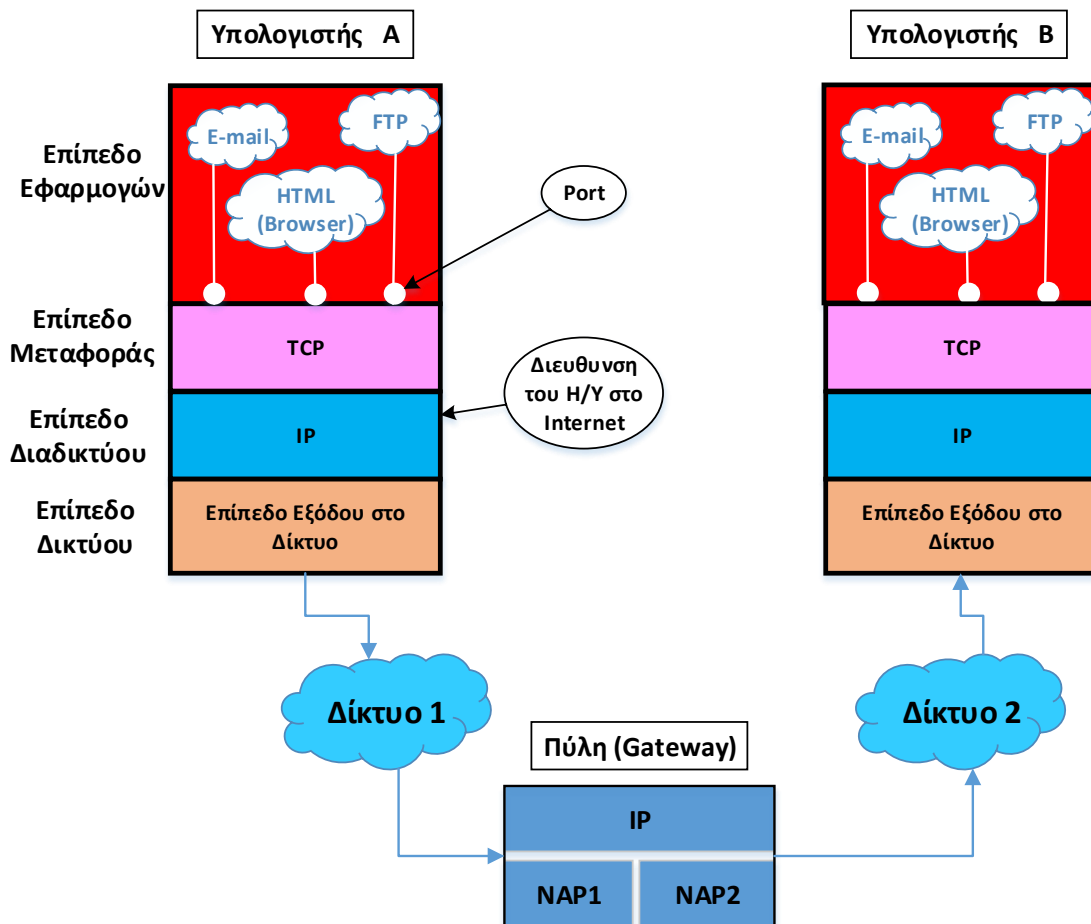 Υπολογιστής Α
Υπολογιστής Β
Επίπεδο
Εφαρμογών
E-mail
FTP
HTML
(Browser)
Port
E-mail
FTP
HTML
(Browser)
Επίπεδο
Μεταφοράς
TCP
TCP
Επίπεδο
Διαδικτύου
IP
Διευθυνση
του Η/Υ στο
Internet
IP
Επίπεδο
Δικτύου
Επίπεδο Εξόδου στο
Δίκτυο
Επίπεδο Εξόδου στο
Δίκτυο
Δίκτυο 1
Δίκτυο 2
Πύλη (Gateway)
IP
NAP1
NAP2